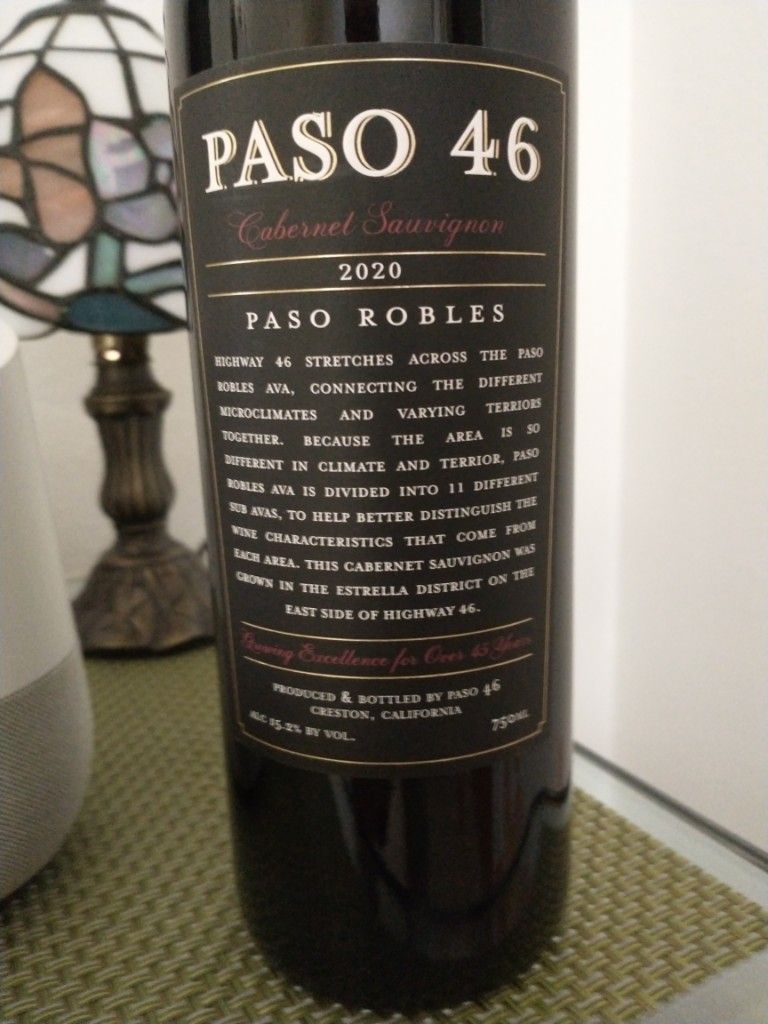 PASO 46
Cabernet Sauvignon
2020
PASO ROBLES
HIGHWAY 46 STRETCHES ACROSS THE PASO
ROBLES AVA, CONNECTING THE DIFFERENT
MICROCLIMATES AND VARYING TERRIORS
TOGETHER. BECAUSE THE AREA IS SO
DIFFERENT IN CLIMATE AND TERRIOR, PASO
ROBLES AVA IS DIVIDED INTO 11 DIFFERENT
SUB AVAS, TO HELP BETTER DISTINGUISH THE
WINE CHARACTERISTICS THAT COME FROM
EACH AREA. THIS CABERNET SAUVIGNON WAS
GROWN IN THE ESTRELLA DISTRICT ON THE
EAST SIDE OF HIGHWAY 46.
Growing Excellence for Over 45 Years
PRODUCED & BOTTLED BY PASO 46
CRESTON, CALIFORNIA
ALC 15.2% BY VOL. 750ML